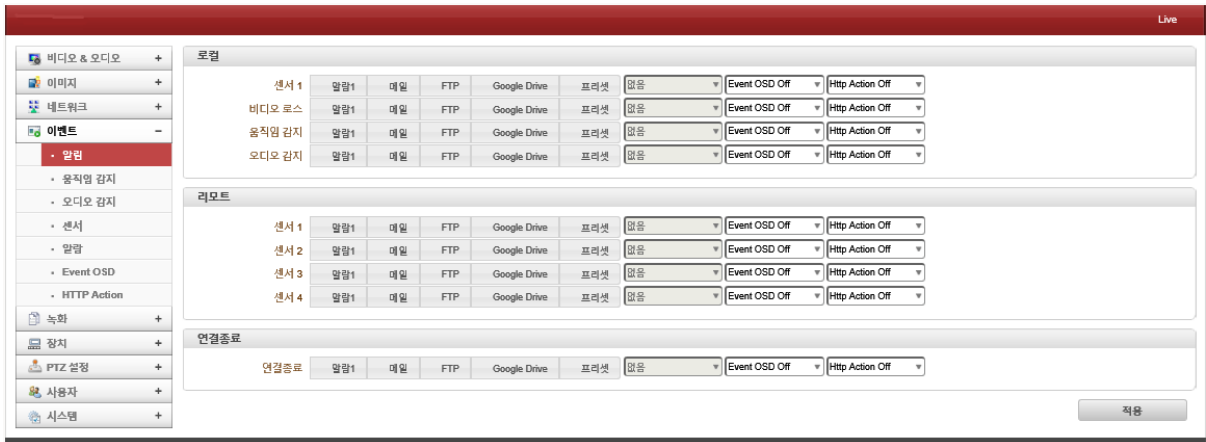 Live
비디오 & 오디오 +
이미지 +
네트워크 +
이벤트 −
알림
움직임 감지
오디오 감지
센서
알람
Event OSD
HTTP Action
녹화 +
장치 +
PTZ 설정 +
사용자 +
시스템 +
로컬
센서 1 알람1 메일 FTP Google Drive 프리셋 없음 Event OSD Off Http Action Off
비디오 로스 알람1 메일 FTP Google Drive 프리셋 없음 Event OSD Off Http Action Off
움직임 감지 알람1 메일 FTP Google Drive 프리셋 없음 Event OSD Off Http Action Off
오디오 감지 알람1 메일 FTP Google Drive 프리셋 없음 Event OSD Off Http Action Off
리모트
센서 1 알람1 메일 FTP Google Drive 프리셋 없음 Event OSD Off Http Action Off
센서 2 알람1 메일 FTP Google Drive 프리셋 없음 Event OSD Off Http Action Off
센서 3 알람1 메일 FTP Google Drive 프리셋 없음 Event OSD Off Http Action Off
센서 4 알람1 메일 FTP Google Drive 프리셋 없음 Event OSD Off Http Action Off
연결종료
연결종료 알람1 메일 FTP Google Drive 프리셋 없음 Event OSD Off Http Action Off
적용